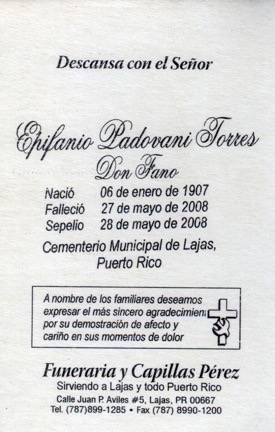 Descansa con el Señor
Epifanio Padovani Torres
Don Fano
Nació 06 de enero de 1907
Falleció 27 de mayo de 2008
Sepelio 28 de mayo de 2008
Cementerio Municipal de Lajas,
Puerto Rico
A nombre de los familiares deseamos
expresar el más sincero agradecimient
por su demostración de afecto y
cariño en sus momentos de dolor
Funeraria y Capillas Pérez
Sirviendo a Lajas y todo Puerto Rico
Calle Juan P. Aviles #5, Lajas, PR 00667
Tel. (787)899-1285 • Fax (787) 8990-1200